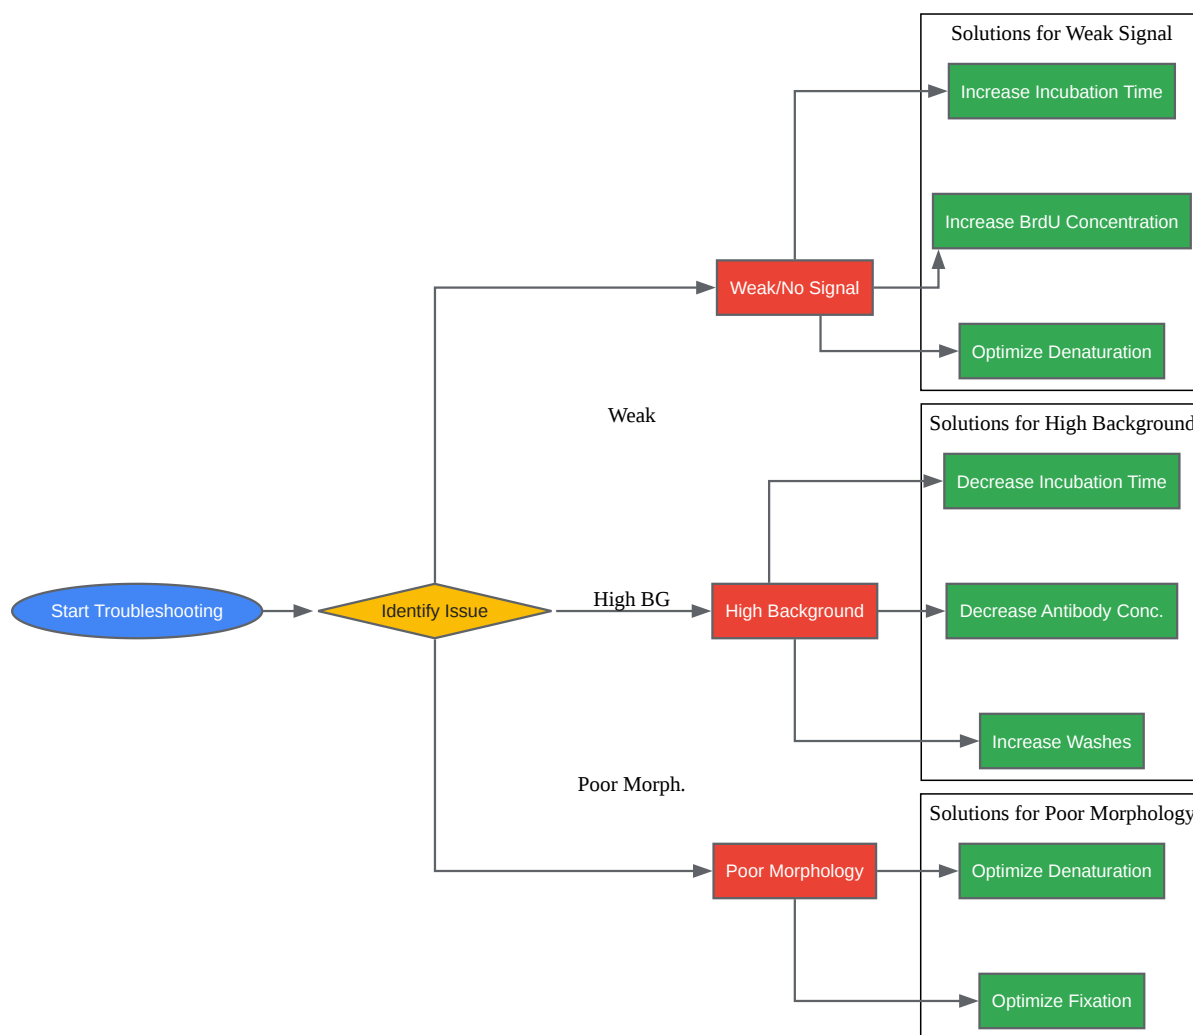 Solutions for Weak Signal
Increase Incubation Time
Increase BrdU Concentration
Weak/No Signal
Optimize Denaturation
Weak
Solutions for High Background
Decrease Incubation Time
Start Troubleshooting
Identify Issue
High BG
High Background
Decrease Antibody Conc.
Increase Washes
Poor Morph.
Solutions for Poor Morphology
Poor Morphology
Optimize Denaturation
Optimize Fixation